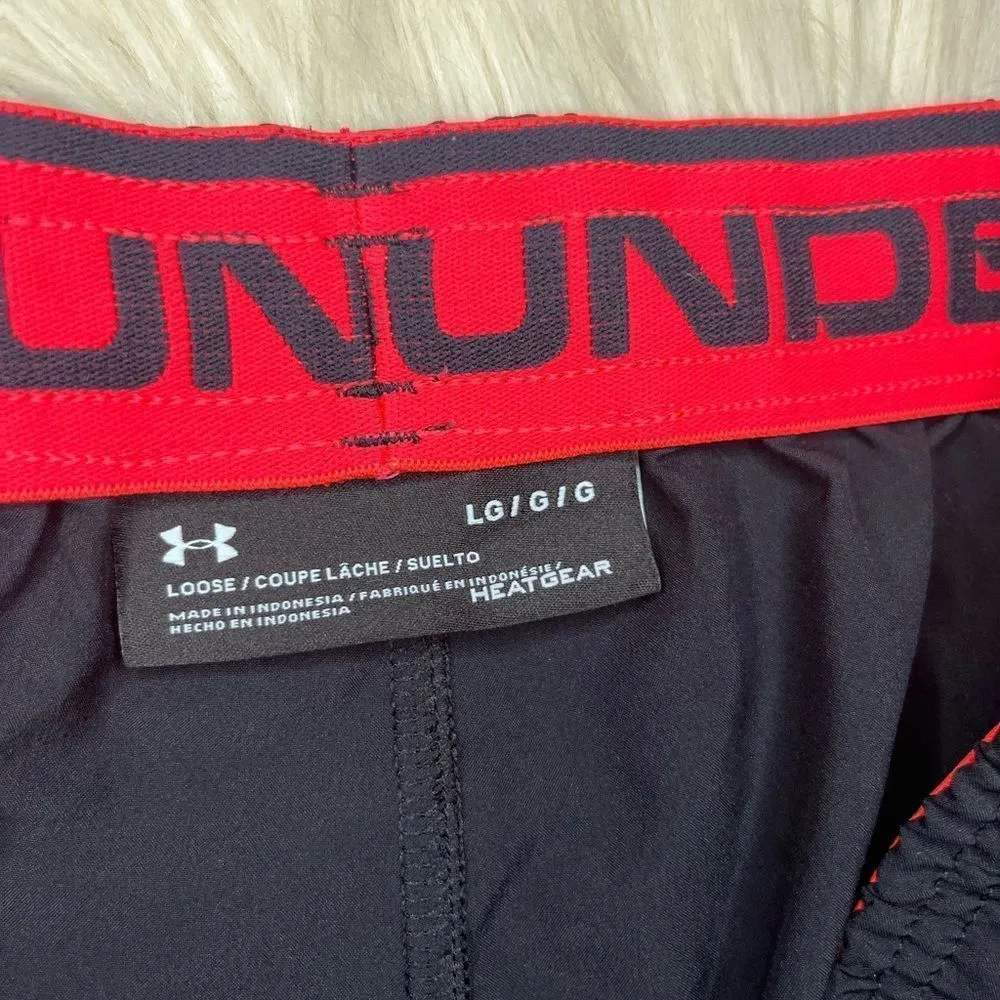 UNUNDE
LG/G/G
LOOSE / COUPE LÂCHE / SUELTO
MADE IN INDONESIA / FABRIQUÉ EN INDONÉSIE/
HECHO EN INDONESIA
HEATGEAR